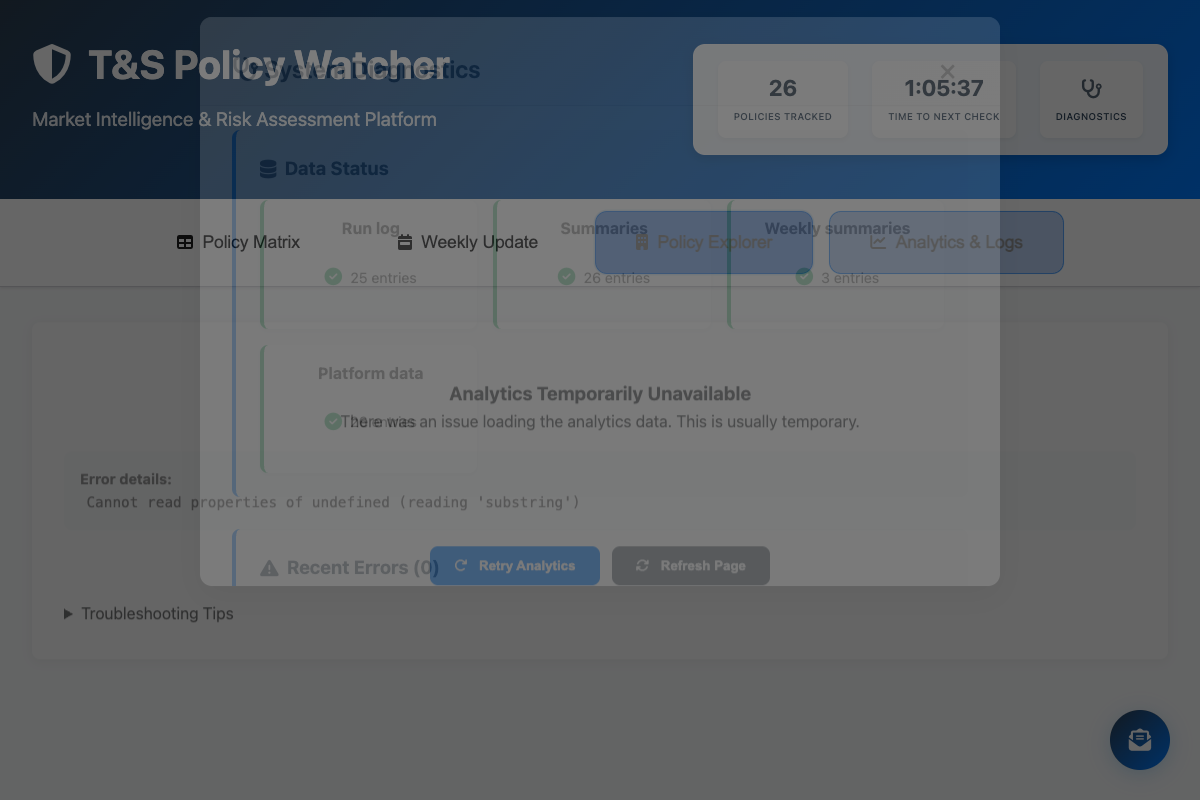 T&S Policy Watcher
Market Intelligence & Risk Assessment Platform
26
POLICIES TRACKED
1:05:37
TIME TO NEXT CHECK
DIAGNOSTICS
System Diagnostics
Policy Matrix
Weekly Update
Policy Explorer
Analytics & Logs
Data Status
Run log
25 entries
Summaries
26 entries
Weekly summaries
3 entries
Platform data
entries
Analytics Temporarily Unavailable
There was an issue loading the analytics data. This is usually temporary.
Error details:
Cannot read properties of undefined (reading 'substring')
Recent Errors (0)
Retry Analytics
Refresh Page
Troubleshooting Tips